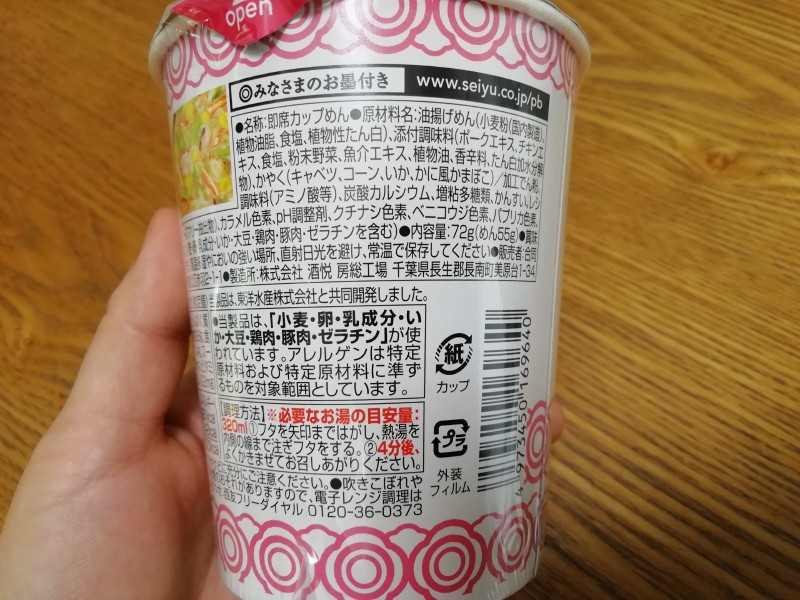 open
みなさまのお墨付き www.seiyu.co.jp/pb
●名称:即席カップめん●原材料名:油揚げめん(小麦粉(国内製造)、
植物油脂、食塩、植物性たん白)、添付調味料(ポークエキス、チキンエ
キス、食塩、粉末野菜、魚介エキス、植物油、香辛料、たん白加水分解
物)、かやく(キャベツ、コーン、いか、かに風かまぼこ)/加工でん粉、
調味料(アミノ酸等)、炭酸カルシウム、増粘多糖類、かんすい、レシ
カラメル色素、pH調整剤、クチナシ色素、ベニコウジ色素、パプリカ色素、
乳成分・いか・大豆・鶏肉・豚肉・ゼラチンを含む)●内容量:72g(めん55g)●賞味
においの強い場所、直射日光を避け、常温で保存してください●販売者:合同
●製造所:株式会社 酒悦 房総工場 千葉県長生郡長南町美原台1-34
製品は、東洋水産株式会社と共同開発しました。
●当製品は、「小麦・卵・乳成分・い
か・大豆・鶏肉・豚肉・ゼラチン」が使
われています。アレルゲンは特定
原材料および特定原材料に準ず
るものを対象範囲としています。
紙
カップ
【調理方法】※必要なお湯の目安量:
320ml ①フタを矢印まではがし、熱湯を
内側の線まで注ぎフタをする。②4分後、
よくかきまぜてお召しあがりください。
プラ
外装
フィルム
4 973450 169640
ご注意ください。●吹きこぼれや
それがありますので、電子レンジ調理は
フリーダイヤル 0120-36-0373